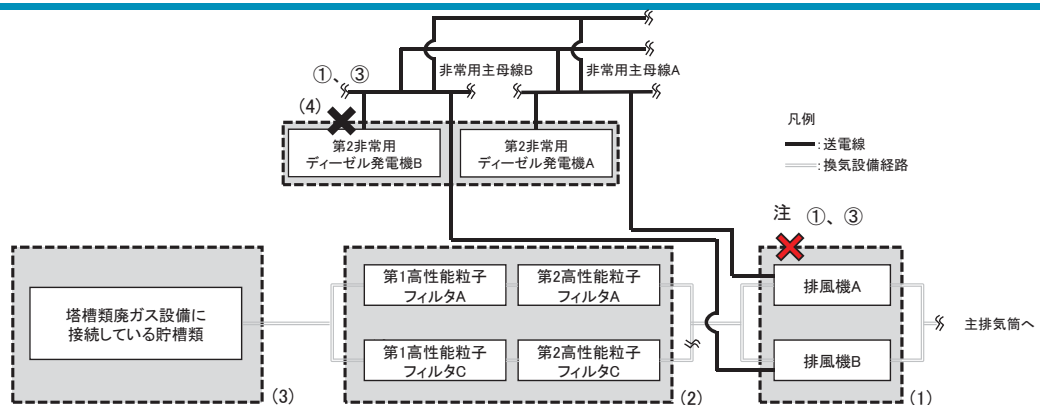 非常用主母線B
非常用主母線A
①、③
(4)
第2非常用
ディーゼル発電機B
第2非常用
ディーゼル発電機A
凡例
:送電線
:換気設備経路
注 ①、③
塔槽類廃ガス設備に
接続している貯槽類
(3)
第1高性能粒子
フィルタA
第2高性能粒子
フィルタA
第1高性能粒子
フィルタC
第2高性能粒子
フィルタC
(2)
排風機A
排風機B
(1)
主排気筒へ